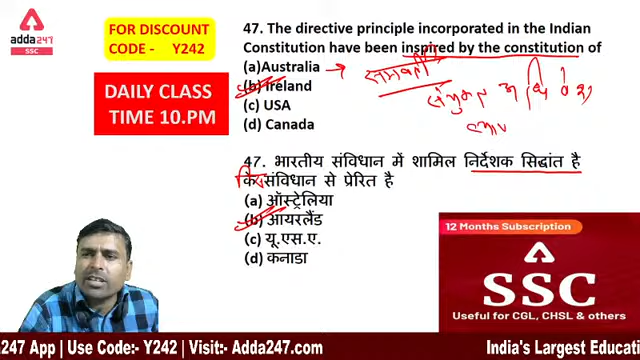 adda247
SSC
FOR DISCOUNT
CODE - Y242
DAILY CLASS
TIME 10.PM
47. The directive principle incorporated in the Indian
Constitution have been inspired by the constitution of
(a)Australia
(b) Ireland
(c) USA
(d) Canada
समवर्ती
संयुक्त अधिवेशन
47. भारतीय संविधान में शामिल निर्देशक सिद्धांत है
संविधान से प्रेरित है
(a) ऑस्ट्रेलिया
(b) आयरलैंड
(c) यू.एस.ए.
(d) कनाडा
12 Months Subscription
SSC
Useful for CGL, CHSL & others
247 App | Use Code:- Y242 | Visit:- Adda247.com
India's Largest Educati